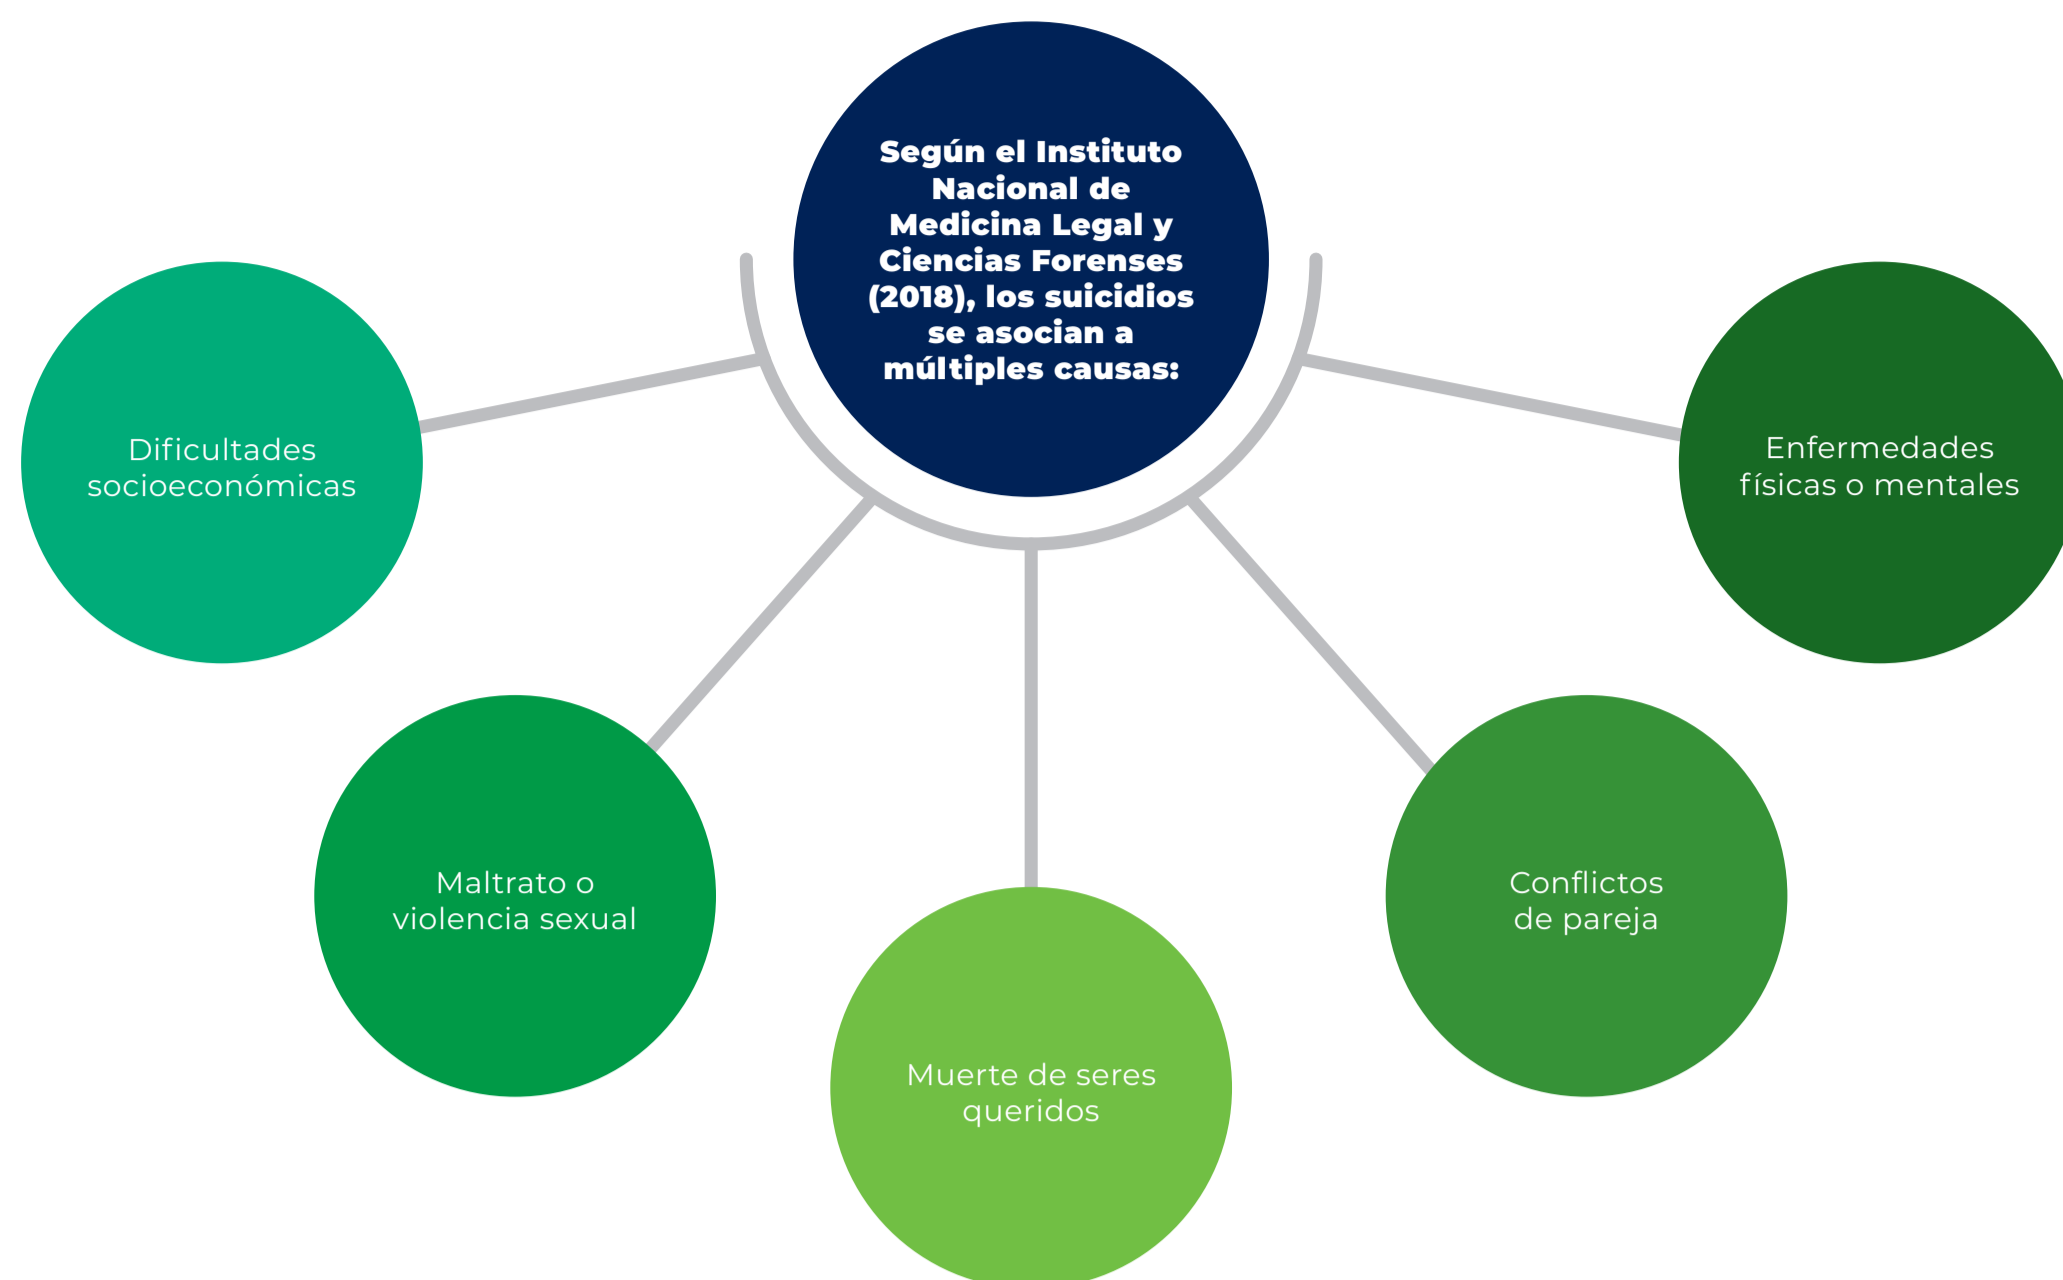 Según el Instituto
Nacional de
Medicina Legal y
Ciencias Forenses
(2018), los suicidios
se asocian a
múltiples causas:
Dificultades
socioeconómicas
Maltrato o
violencia sexual
Muerte de seres
queridos
Conflictos
de pareja
Enfermedades
físicas o mentales